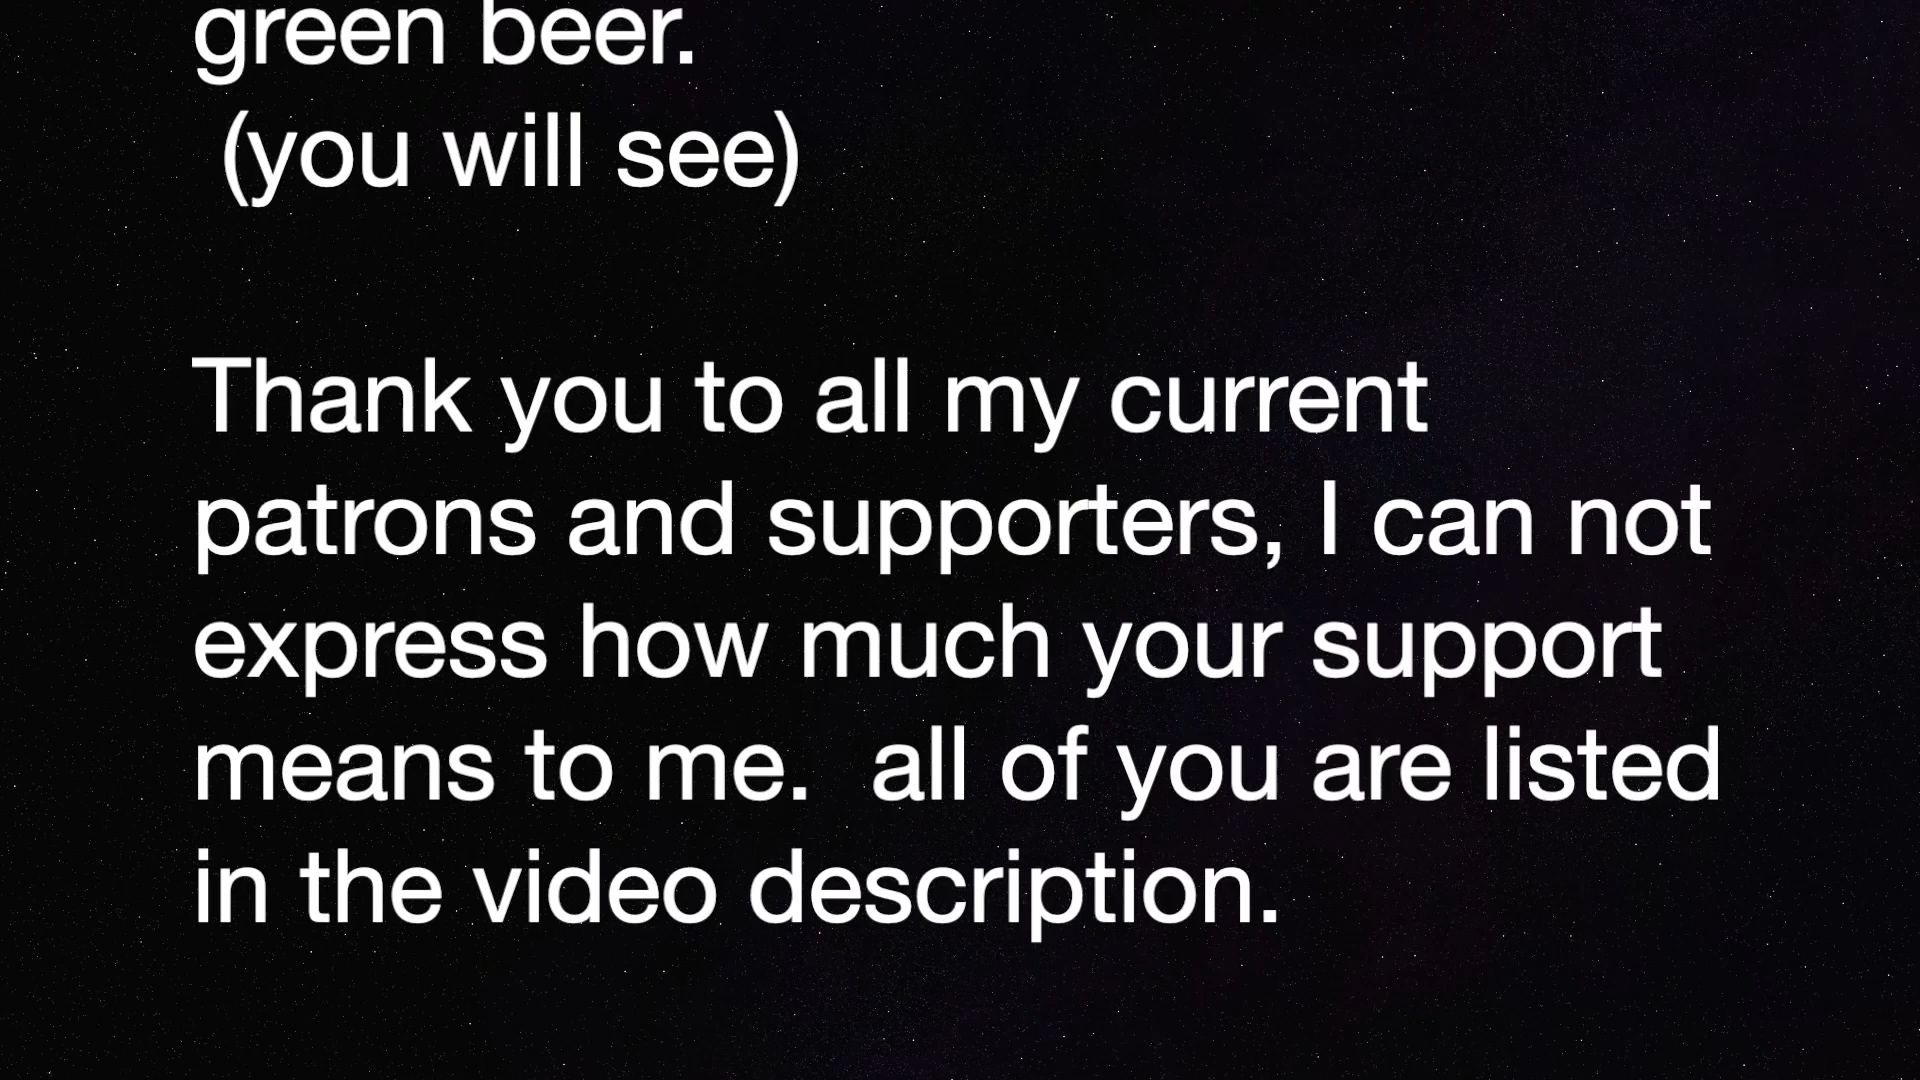 green beer.
(you will see)
Thank you to all my current
patrons and supporters, I can not
express how much your support
means to me.  all of you are listed
in the video description.